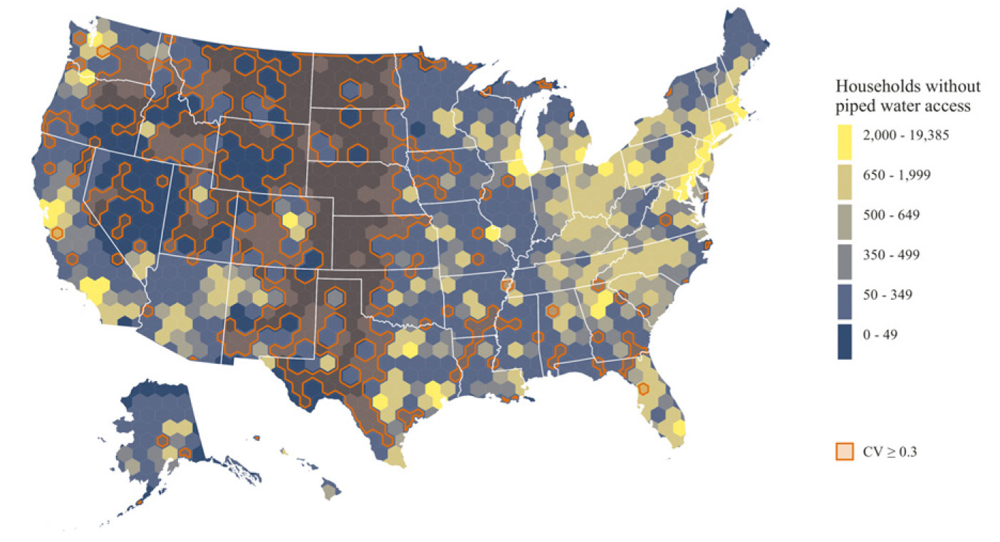 Households without
piped water access
2,000 - 19,385
650 - 1,999
500 - 649
350 - 499
50 - 349
0 - 49
CV ≥ 0.3